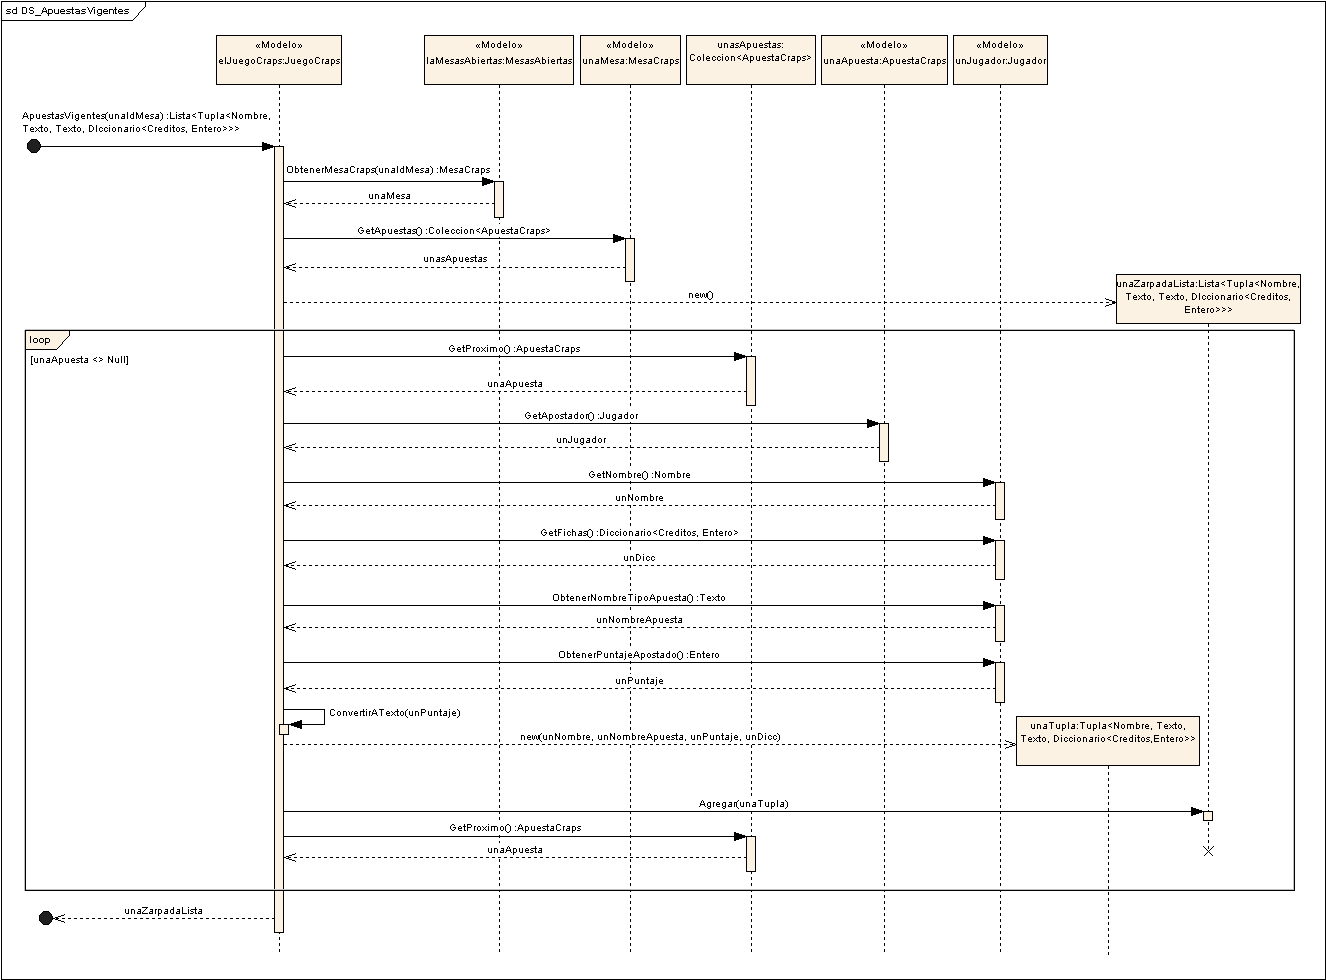 sd DS_ApuestasVigentes
«Modelo»
elJuegoCraps:JuegoCraps
«Modelo»
laMesasAbiertas:MesasAbiertas
«Modelo»
unaMesa:MesaCraps
unasApuestas:
Coleccion<ApuestaCraps>
«Modelo»
unaApuesta:ApuestaCraps
«Modelo»
unJugador:Jugador
ApuestasVigentes(unaIdMesa) :Lista<Tupla<Nombre,
Texto, Texto, DIccionario<Creditos, Entero>>>
ObtenerMesaCraps(unaIdMesa) :MesaCraps
unaMesa
GetApuestas() :Coleccion<ApuestaCraps>
unasApuestas
new()
unaZarpadaLista:Lista<Tupla<Nombre,
Texto, Texto, DIccionario<Creditos,
Entero>>>
loop
[unaApuesta <> Null]
GetProximo() :ApuestaCraps
unaApuesta
GetApostador() :Jugador
unJugador
GetNombre() :Nombre
unNombre
GetFichas() :Diccionario<Creditos, Entero>
unDicc
ObtenerNombreTipoApuesta() :Texto
unNombreApuesta
ObtenerPuntajeApostado() :Entero
unPuntaje
ConvertirATexto(unPuntaje)
new(unNombre, unNombreApuesta, unPuntaje, unDicc)
unaTupla:Tupla<Nombre, Texto,
Texto, Diccionario<Creditos,Entero>>
Agregar(unaTupla)
GetProximo() :ApuestaCraps
unaApuesta
unaZarpadaLista